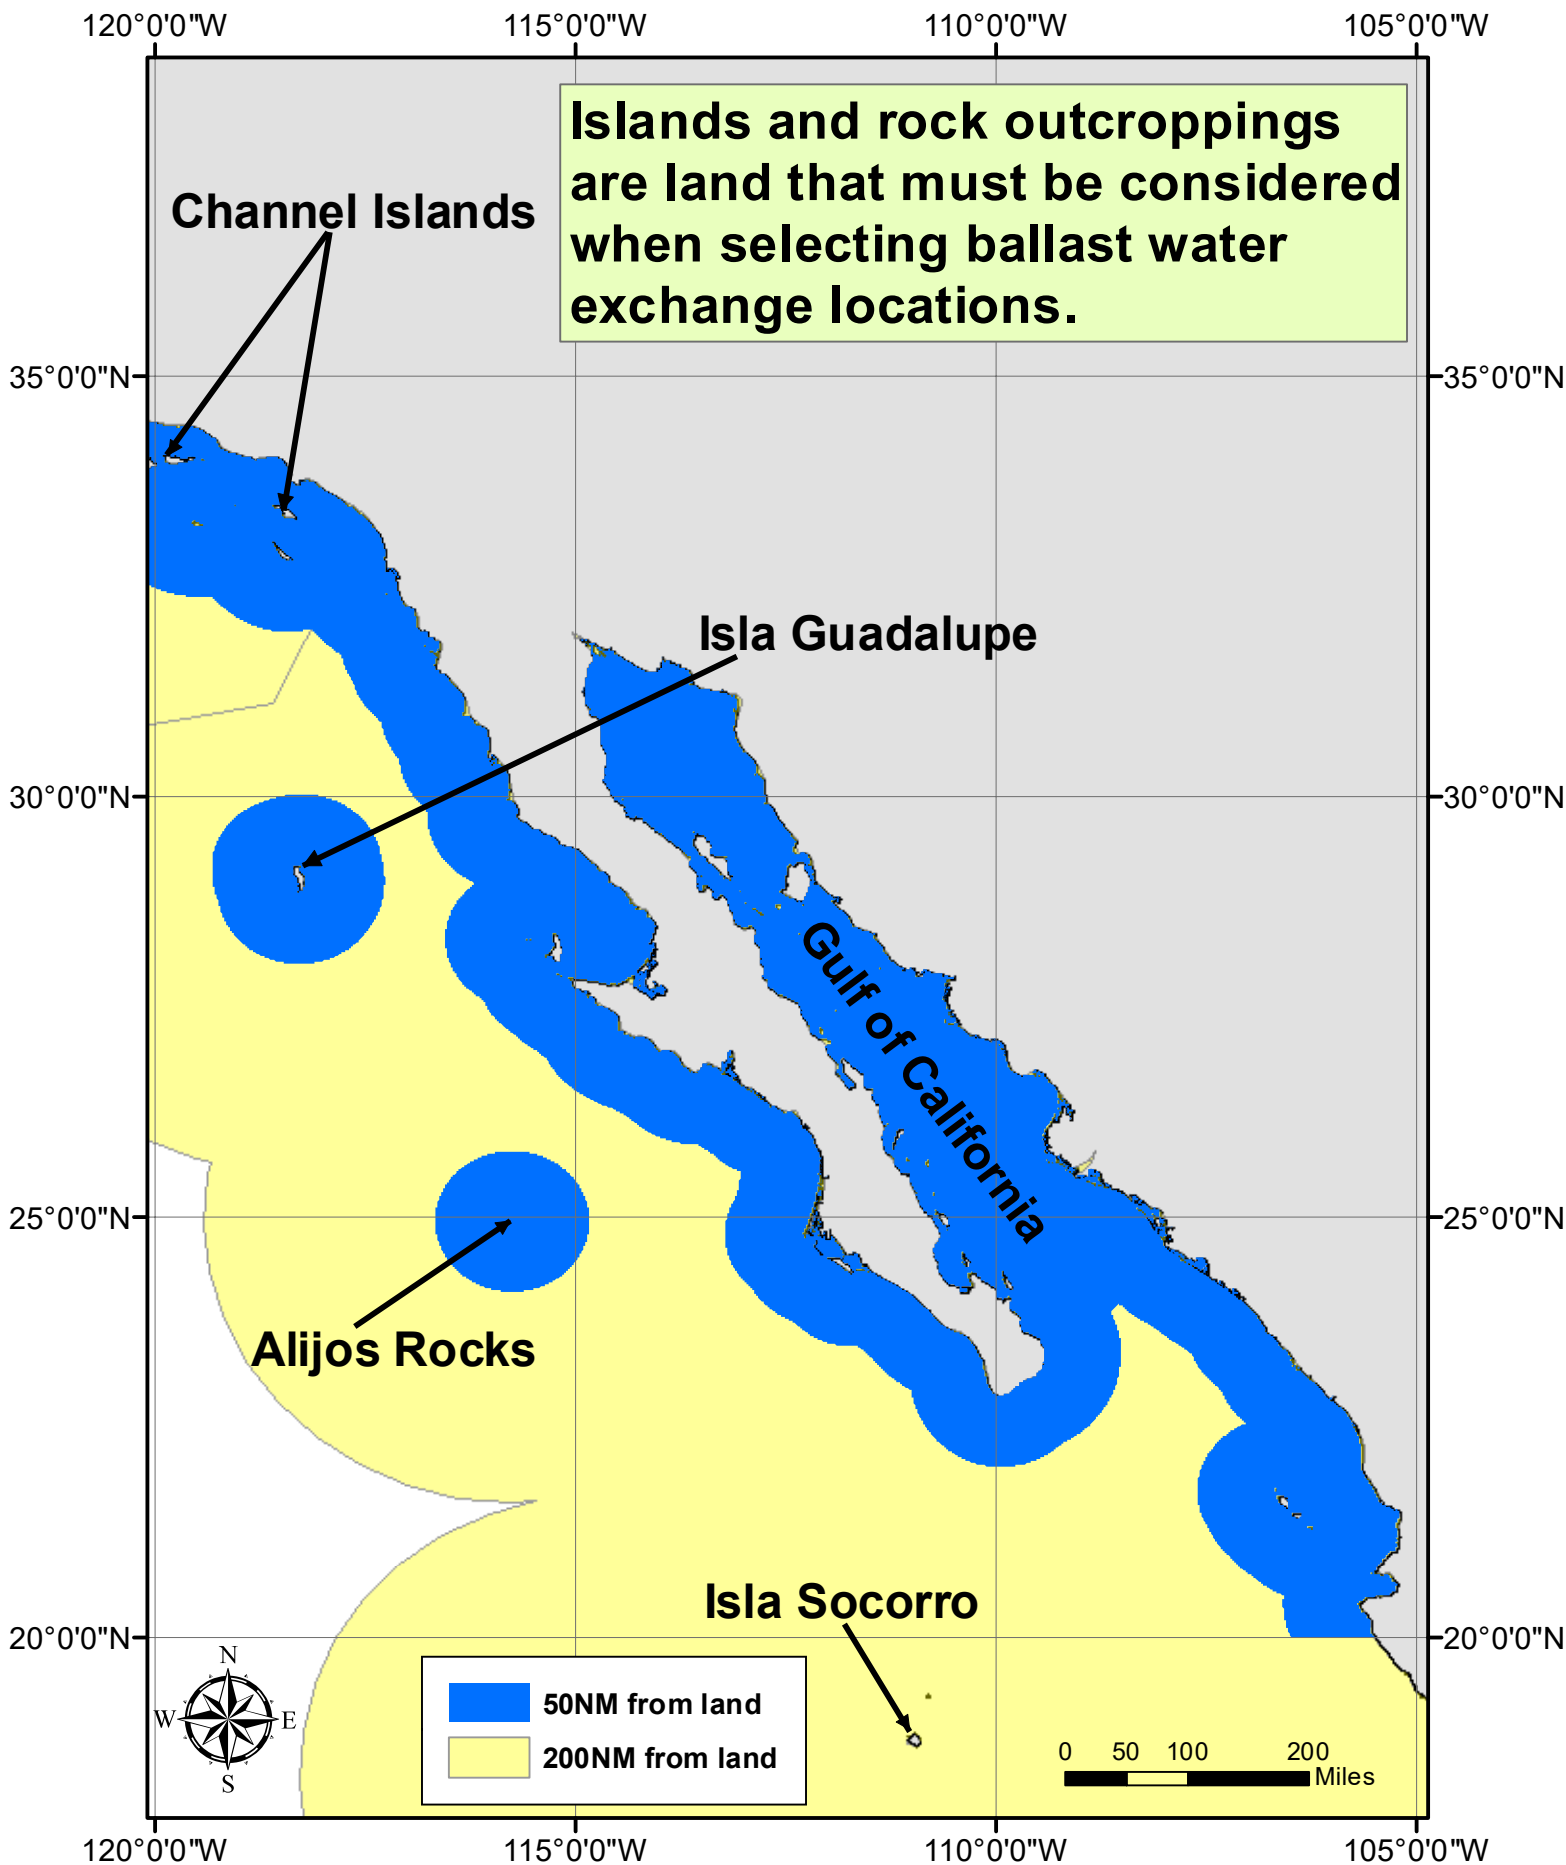 120°0'0"W 115°0'0"W 110°0'0"W 105°0'0"W
Islands and rock outcroppings
are land that must be considered
when selecting ballast water
exchange locations.
Channel Islands
35°0'0"N 35°0'0"N
Isla Guadalupe
30°0'0"N 30°0'0"N
Gulf of California
25°0'0"N 25°0'0"N
Alijos Rocks
Isla Socorro
20°0'0"N 20°0'0"N
N
W E
S
50NM from land
200NM from land
0 50 100 200
Miles
120°0'0"W 115°0'0"W 110°0'0"W 105°0'0"W